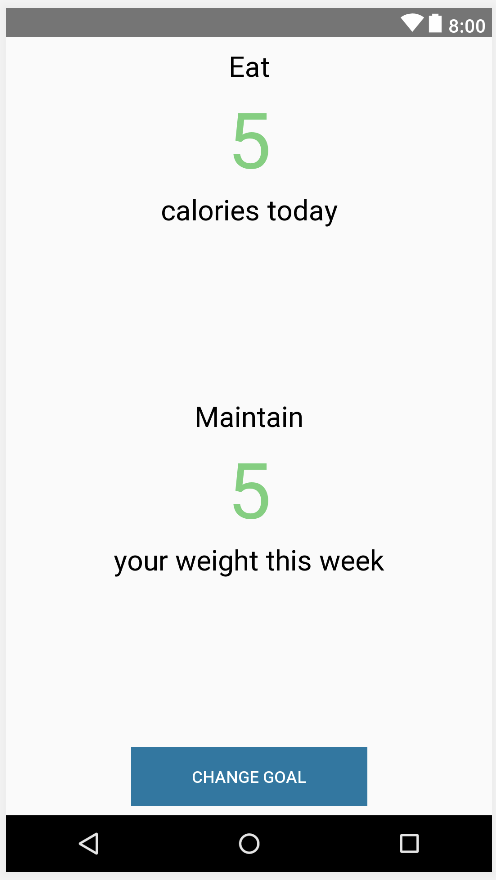 8:00
Eat
5
calories today
Maintain
5
your weight this week
CHANGE GOAL